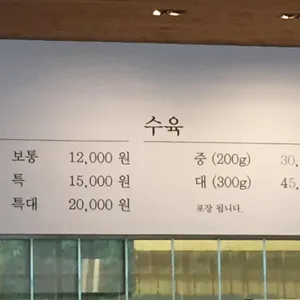 수육
보통 12,000 원
특 15,000 원
특대 20,000 원
중 (200g) 30,
대 (300g) 45,
포장 됩니다.